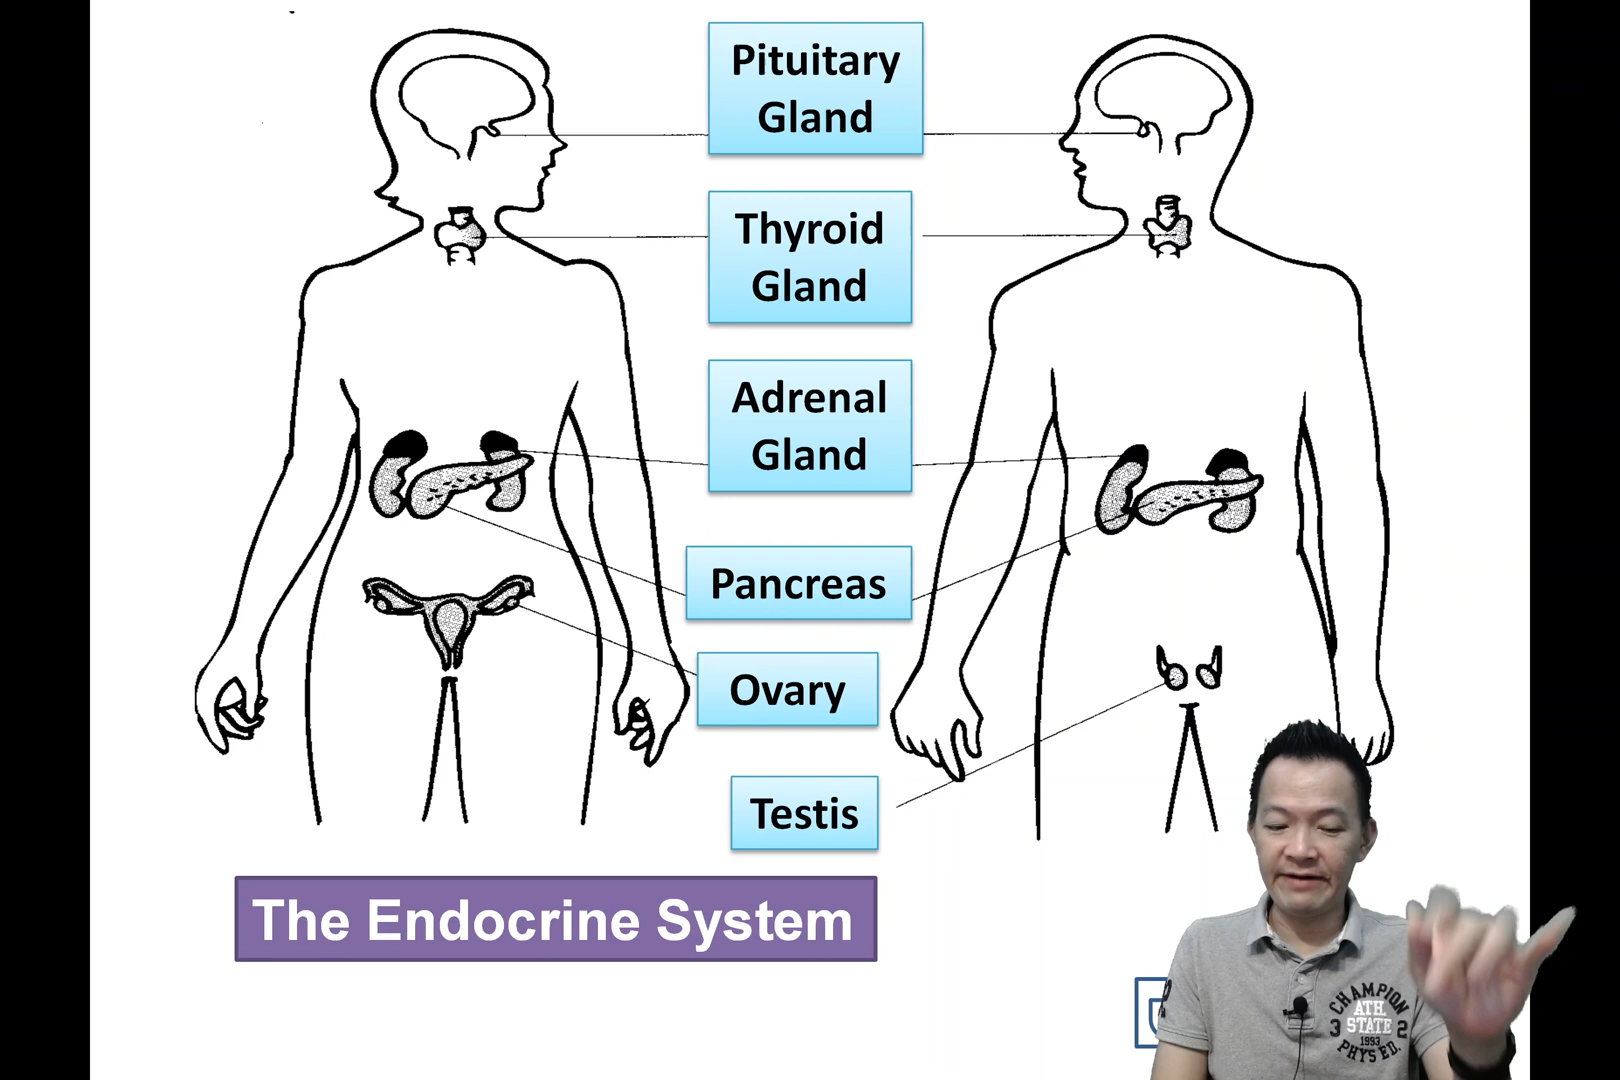 Pituitary
Gland
Thyroid
Gland
Adrenal
Gland
Pancreas
Ovary
Testis
The Endocrine System
CHAMPION
ATH.
3 STATE 2
1993
PHYS ED.